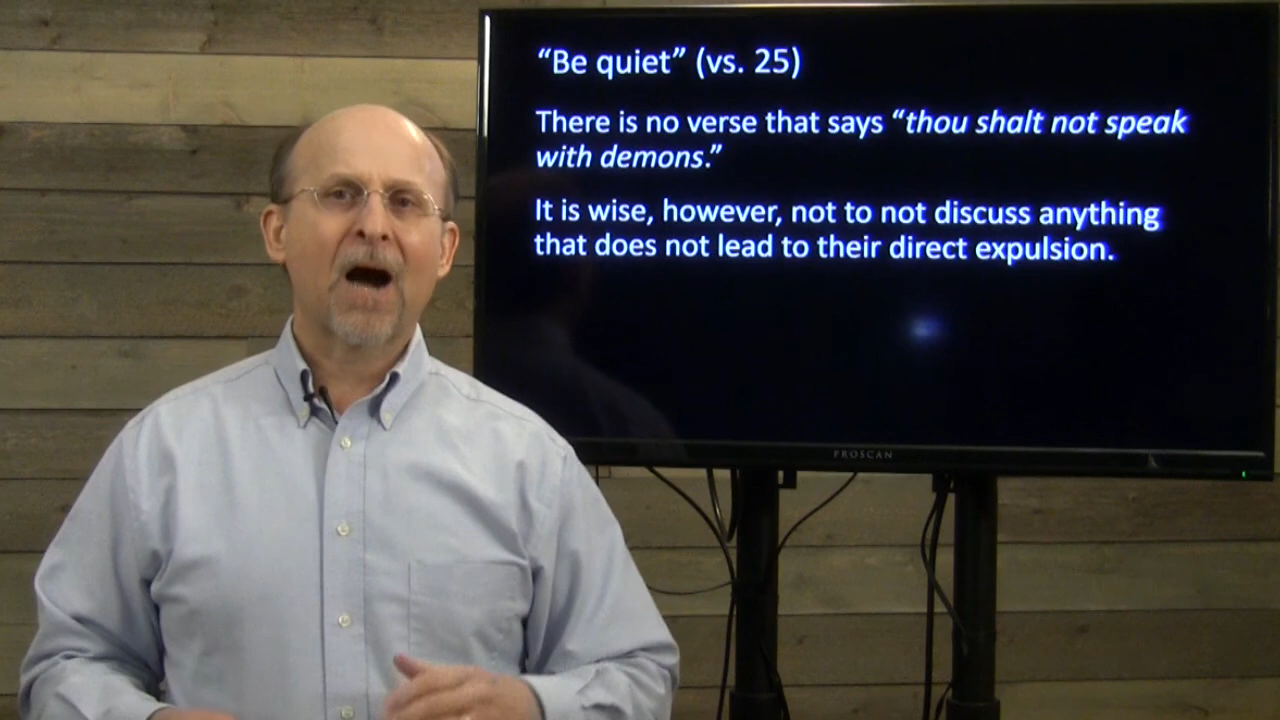 “Be quiet” (vs. 25)
There is no verse that says “thou shalt not speak
with demons.”
It is wise, however, not to not discuss anything
that does not lead to their direct expulsion.
PROSCAN